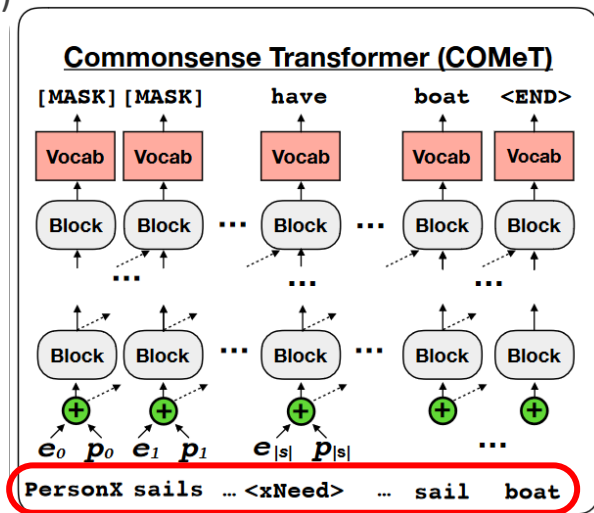 )
Commonsense Transformer (COMeT)
[MASK] [MASK] have boat <END>
Vocab Vocab Vocab Vocab Vocab
Block Block ... Block ... Block Block
... ... ...
Block Block ... Block ... Block Block
+ + + + +
e0 p0 e1 p1 e|s| p|s| ...
PersonX sails … <xNeed> … sail boat